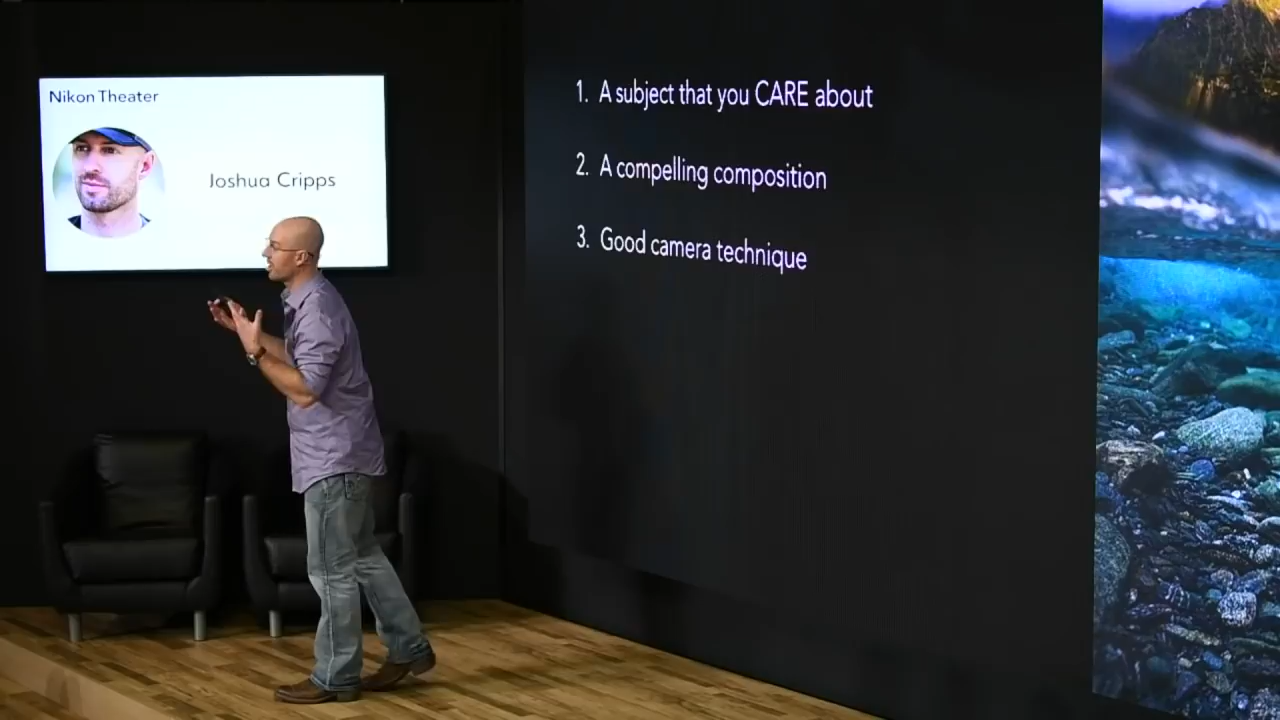 Nikon Theater
Joshua Cripps
1. A subject that you CARE about
2. A compelling composition
3. Good camera technique